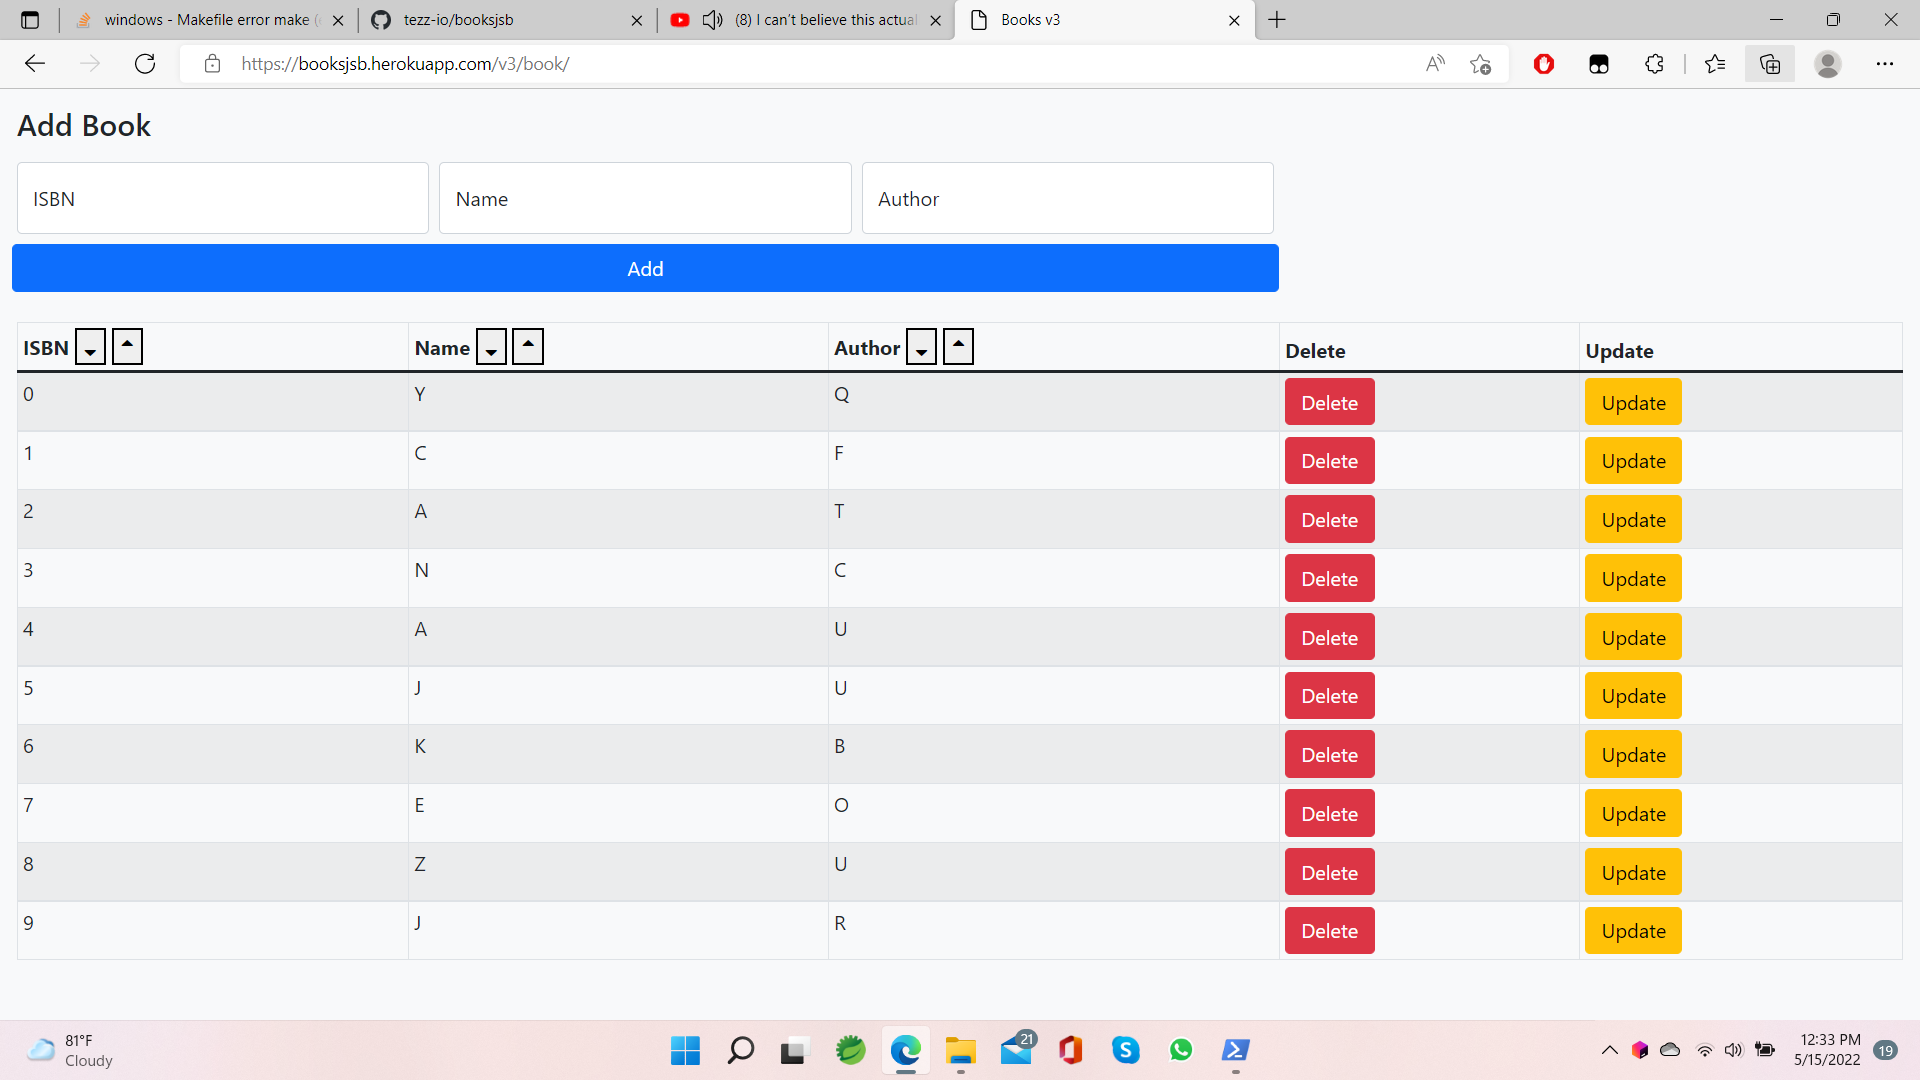 windows - Makefile error make (
tezz-io/booksjsb
(8) I can't believe this actual
Books v3
https://booksjsb.herokuapp.com/v3/book/
Add Book
ISBN Name Author
Add
ISBN Name Author Delete Update
0 Y Q Delete Update
1 C F Delete Update
2 A T Delete Update
3 N C Delete Update
4 A U Delete Update
5 J U Delete Update
6 K B Delete Update
7 E O Delete Update
8 Z U Delete Update
9 J R Delete Update
81°F
Cloudy
21
12:33 PM
5/15/2022
19